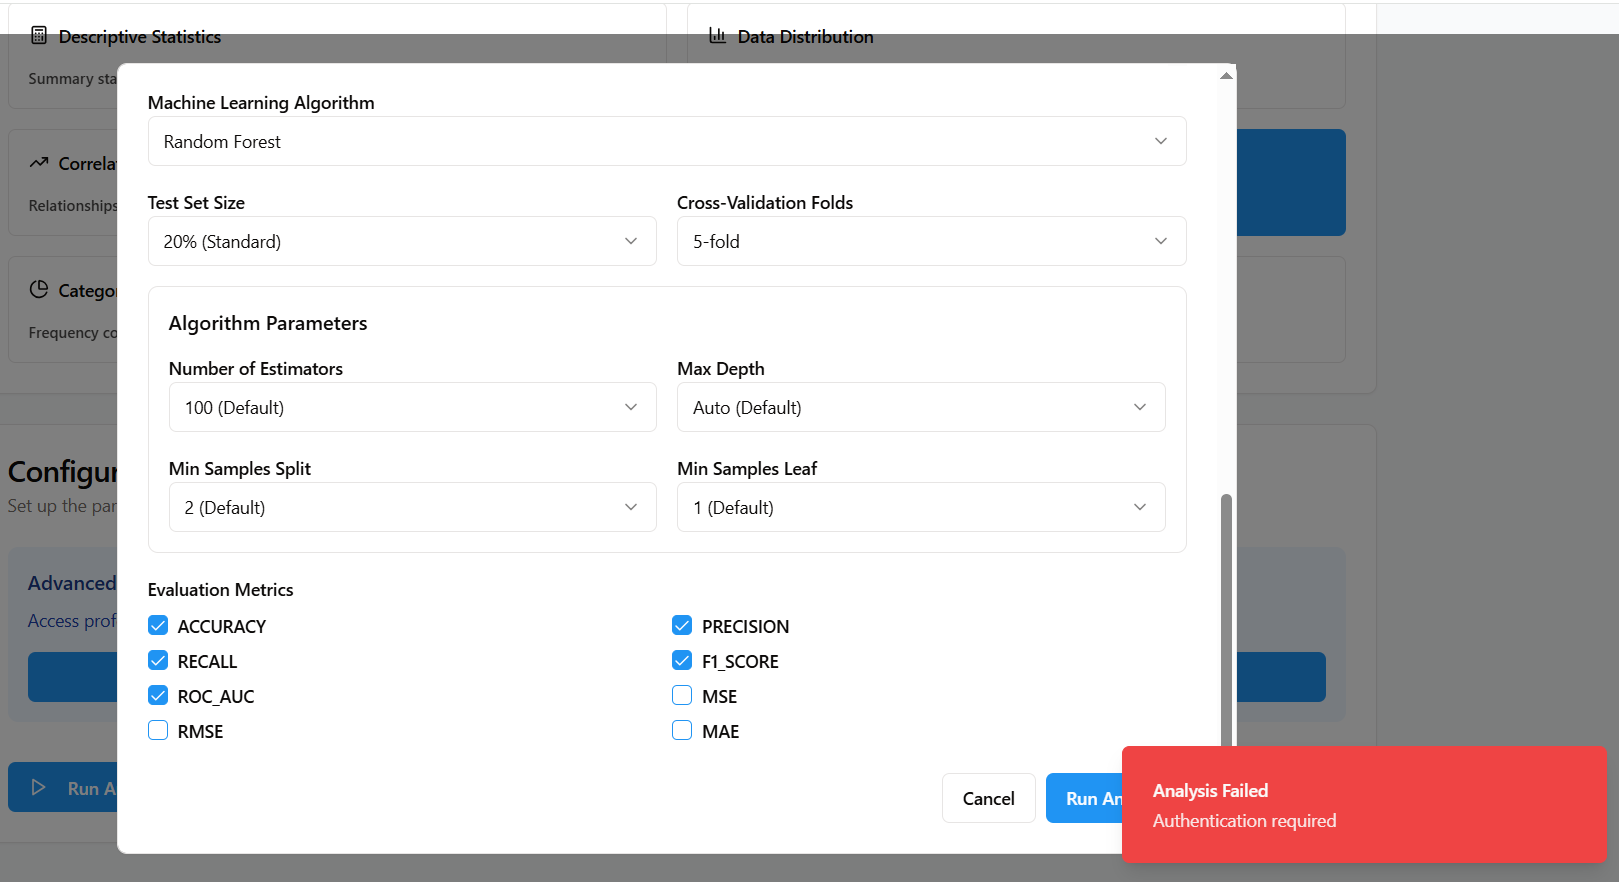 Descriptive Statistics
Data Distribution
Summary sta
Machine Learning Algorithm
Random Forest
Correla
Relationships
Test Set Size
Cross-Validation Folds
20% (Standard)
5-fold
Catego
Frequency co
Algorithm Parameters
Number of Estimators
Max Depth
100 (Default)
Auto (Default)
Min Samples Split
Min Samples Leaf
2 (Default)
1 (Default)
Configur
Set up the par
Advanced
Access prof
Evaluation Metrics
ACCURACY
PRECISION
RECALL
F1_SCORE
ROC_AUC
MSE
RMSE
MAE
Run A
Cancel
Run An
Analysis Failed
Authentication required